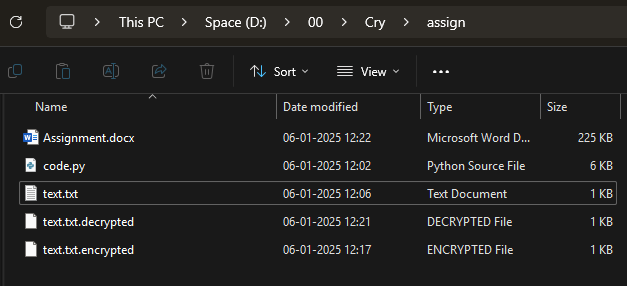 This PC > Space (D:) > 00 > Cry > assign
Sort View ...
Name Date modified Type Size
Assignment.docx 06-01-2025 12:22 Microsoft Word D... 225 KB
code.py 06-01-2025 12:02 Python Source File 6 KB
text.txt 06-01-2025 12:06 Text Document 1 KB
text.txt.decrypted 06-01-2025 12:21 DECRYPTED File 1 KB
text.txt.encrypted 06-01-2025 12:17 ENCRYPTED File 1 KB